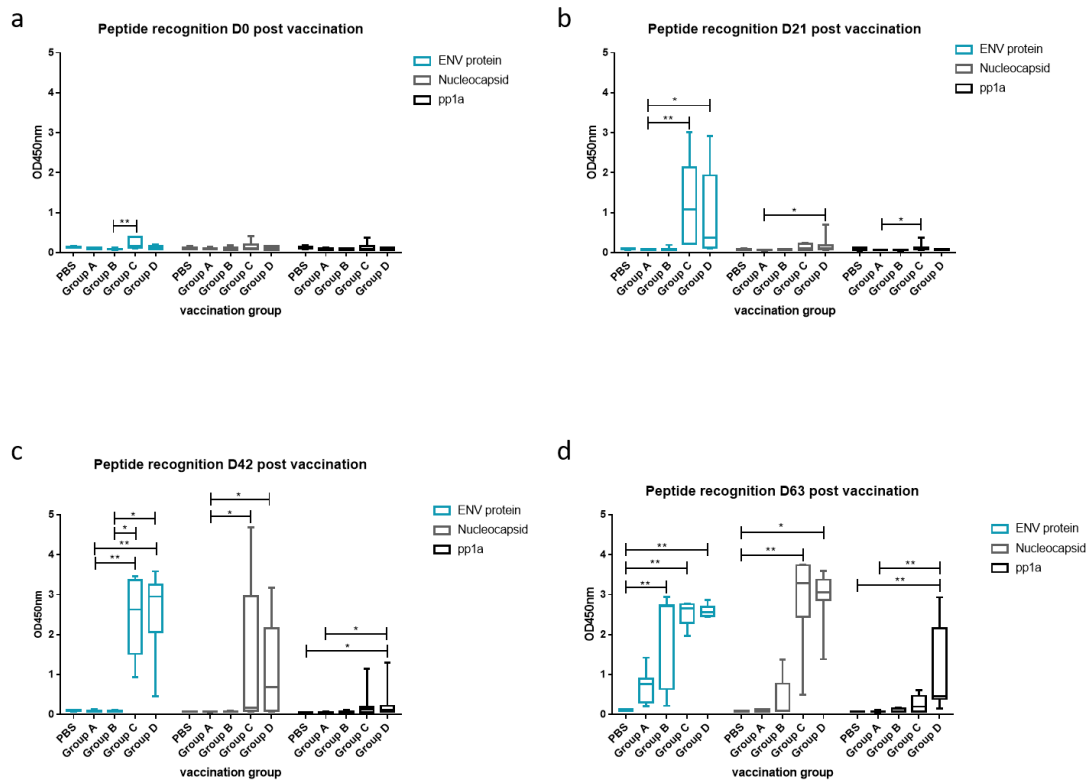 a
Peptide recognition D0 post vaccination
5
4
3
2
1
0
OD450nm
**
ENV protein
Nucleocapsid
pp1a
PBS Group A Group B Group C Group D PBS Group A Group B Group C Group D PBS Group A Group B Group C Group D
vaccination group
b
Peptide recognition D21 post vaccination
5
4
3
2
1
0
OD450nm
*
**
*
*
ENV protein
Nucleocapsid
pp1a
PBS Group A Group B Group C Group D PBS Group A Group B Group C Group D PBS Group A Group B Group C Group D
vaccination group
c
Peptide recognition D42 post vaccination
5
4
3
2
1
0
OD450nm
*
*
**
**
*
*
*
*
ENV protein
Nucleocapsid
pp1a
PBS Group A Group B Group C Group D PBS Group A Group B Group C Group D PBS Group A Group B Group C Group D
vaccination group
d
Peptide recognition D63 post vaccination
5
4
3
2
1
0
OD450nm
**
**
**
*
**
**
**
ENV protein
Nucleocapsid
pp1a
PBS Group A Group B Group C Group D PBS Group A Group B Group C Group D PBS Group A Group B Group C Group D
vaccination group